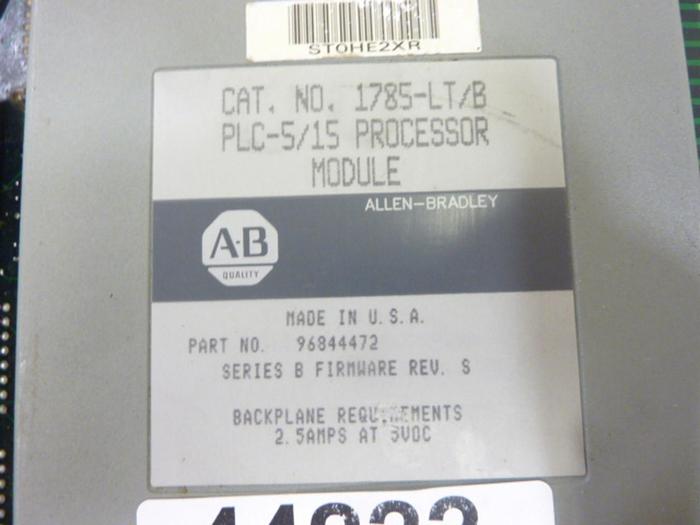 ST0HE2XR
CAT. NO. 1785-LT/B
PLC-5/15 PROCESSOR
MODULE
ALLEN-BRADLEY
A·B
QUALITY
MADE IN U.S.A.
PART NO. 96844472
SERIES B FIRMWARE REV. S
BACKPLANE REQUIREMENTS
2.5AMPS AT 5VDC